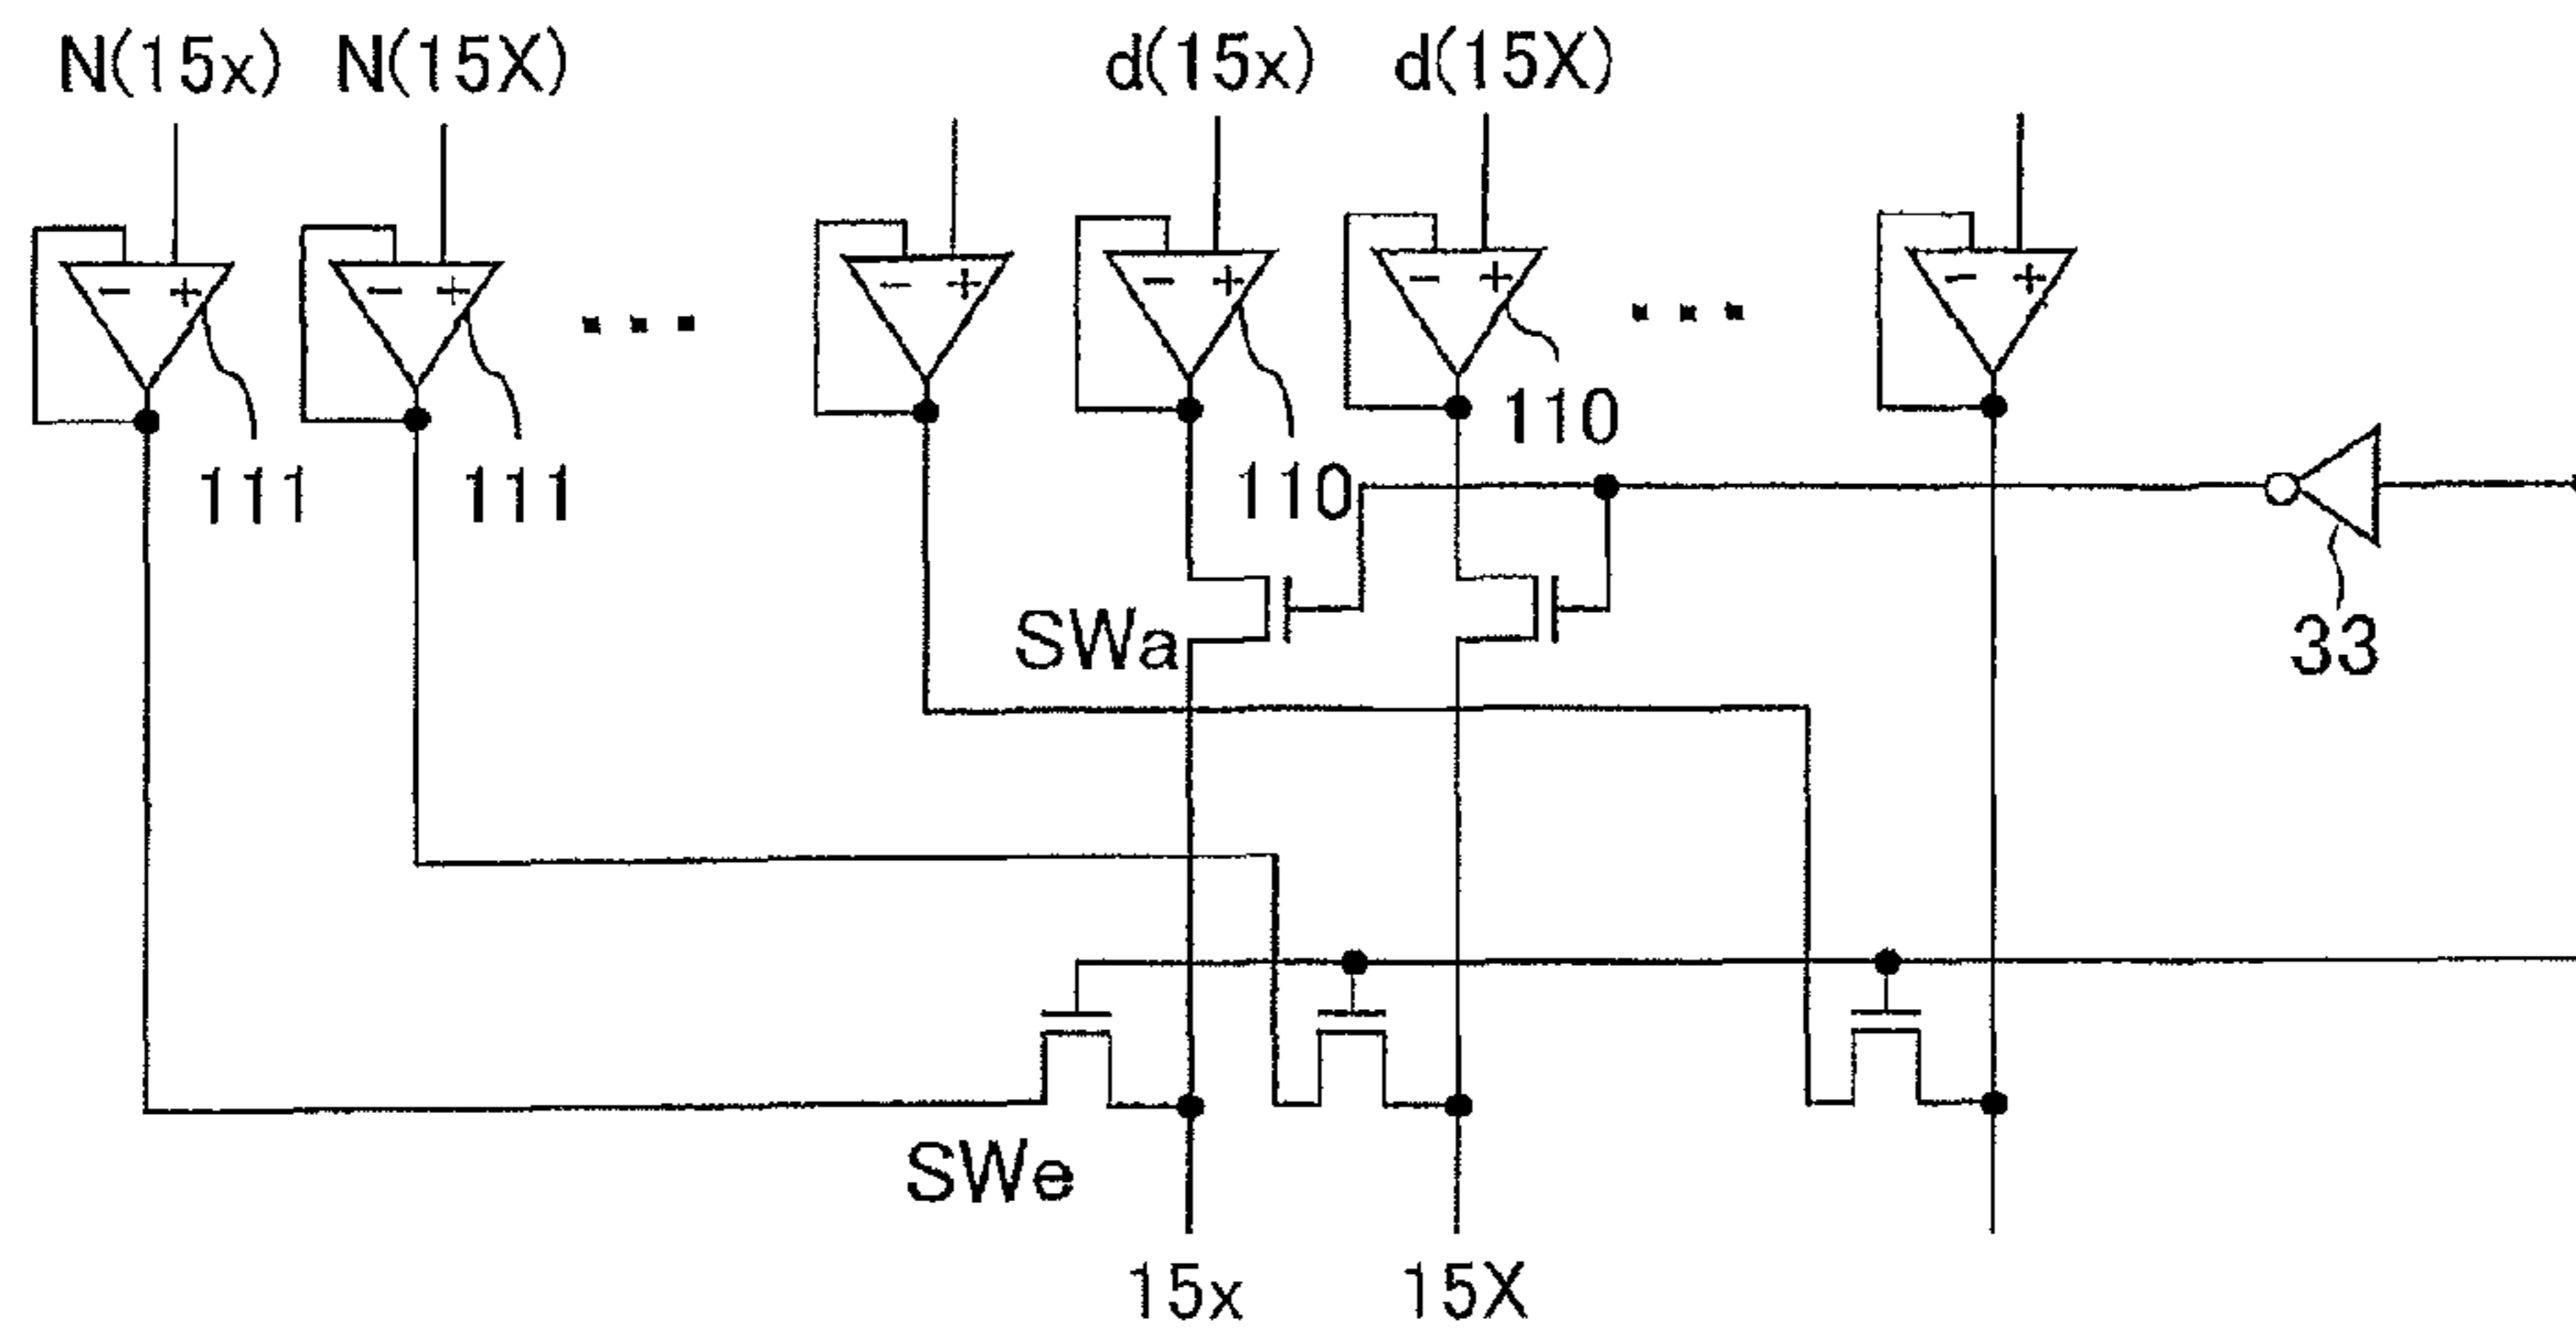 N(15x) N(15X) d(15x) d(15X)
- + - + - + - + - + - +
111 111 110 110
33
SWa
SWe
15x 15X